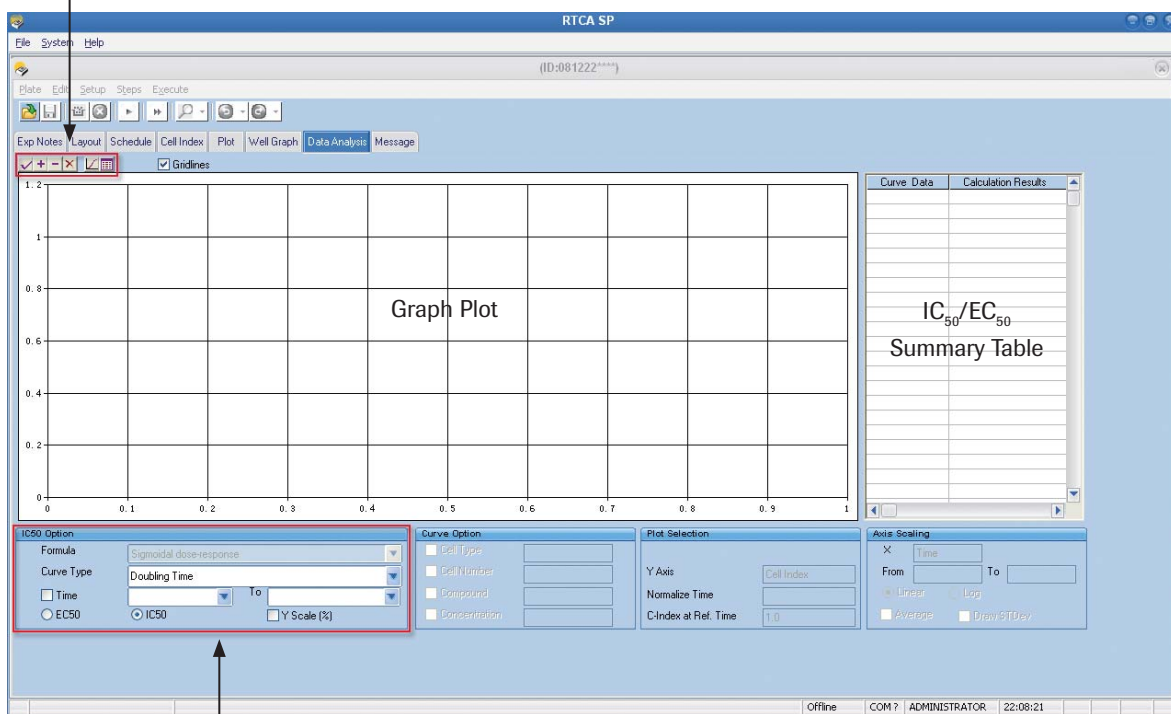 RTCA SP
File System Help
(ID:081222****)
Plate Edit Setup Steps Execute
Exp Notes Layout Schedule Cell Index Plot Well Graph Data Analysis Message
Gridlines
1.2
1
0.8
0.6
0.4
0.2
0
0 0.1 0.2 0.3 0.4 0.5 0.6 0.7 0.8 0.9 1
Graph Plot
Curve Data Calculation Results
IC50/EC50
Summary Table
IC50 Option
Formula Sigmoidal dose-response
Curve Type Doubling Time
Time To
EC50 IC50 Y Scale (%)
Curve Option
Cell Type
Cell Number
Compound
Concentration
Plot Selection
Y Axis Cell Index
Normalize Time
C-Index at Ref. Time 1.0
Axis Scaling
X Time
From To
Linear Log
Average Draw STDev
Offline COM ? ADMINISTRATOR 22:08:21